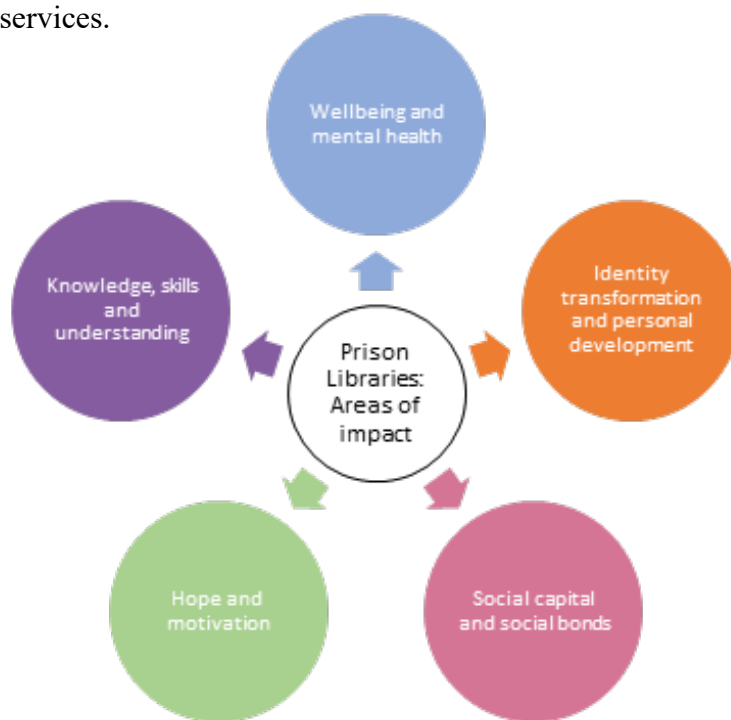 services.
Wellbeing and
mental health
Identity
transformation
and personal
development
Social capital
and social bonds
Hope and
motivation
Knowledge, skills
and
understanding
Prison
Libraries:
Areas of
impact